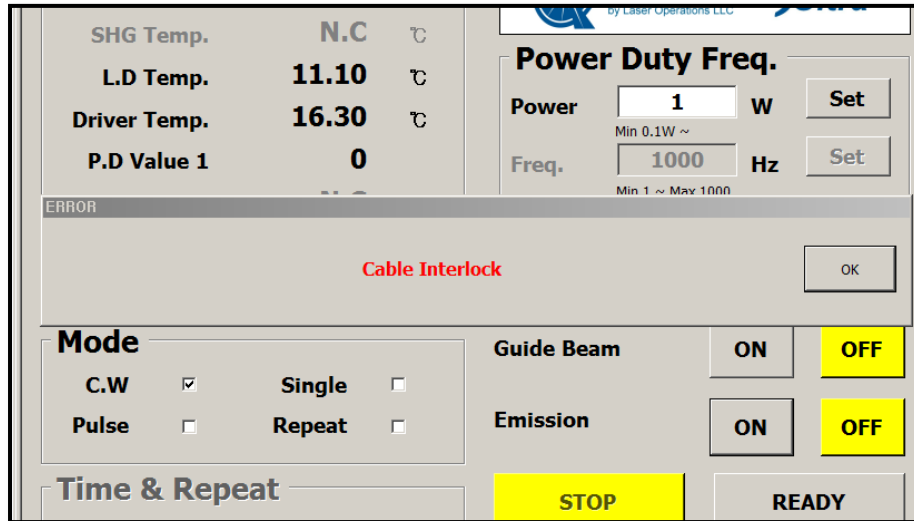 by Laser Operations LLC
SHG Temp. N.C ℃
L.D Temp. 11.10 ℃
Driver Temp. 16.30 ℃
P.D Value 1 0
Power Duty Freq.
Power 1 W Set
Min 0.1W ~
Freq. 1000 Hz Set
Min 1 ~ Max 1000
ERROR
Cable Interlock
OK
Mode
C.W Single
Pulse Repeat
Guide Beam ON OFF
Emission ON OFF
Time & Repeat
STOP READY